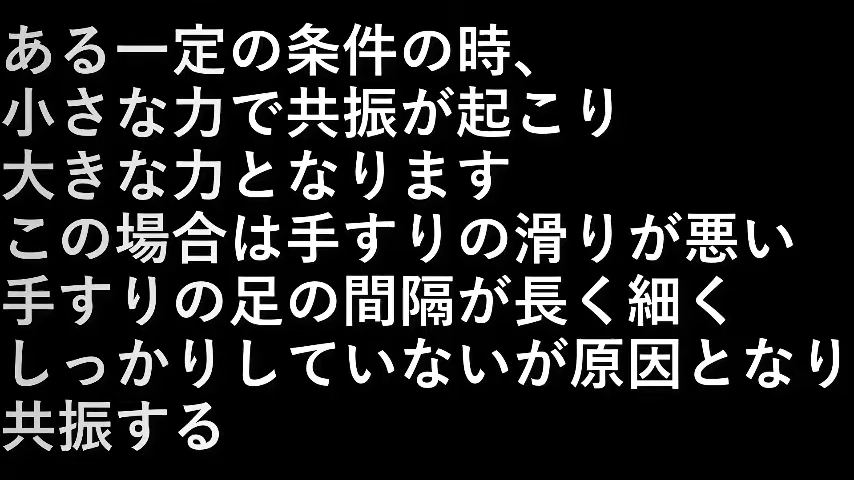 ある一定の条件の時、
小さな力で共振が起こり
大きな力となります
この場合は手すりの滑りが悪い
手すりの足の間隔が長く細く
しっかりしていないが原因となり
共振する